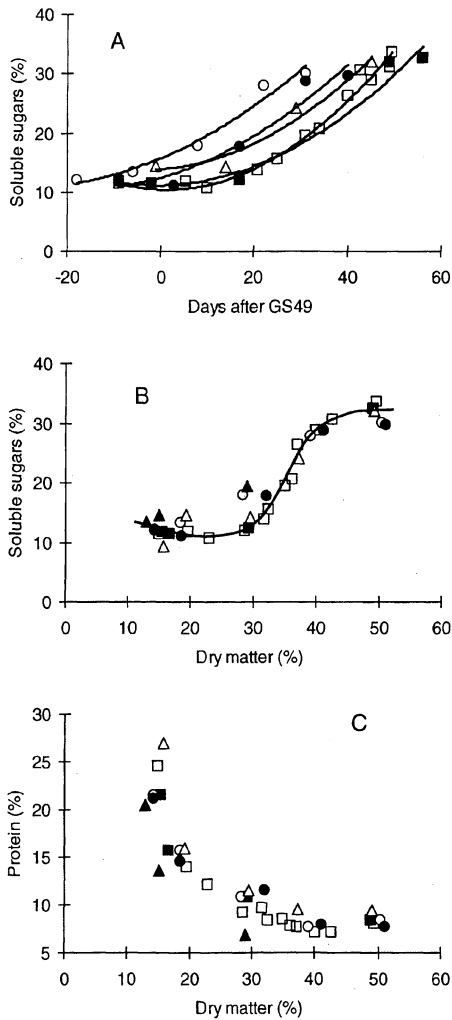 A
Soluble sugars (%)
40
30
20
10
0
-20 0 20 40 60
Days after GS49
B
Soluble sugars (%)
40
30
20
10
0
0 10 20 30 40 50 60
Dry matter (%)
C
Protein (%)
30
25
20
15
10
5
0 10 20 30 40 50 60
Dry matter (%)